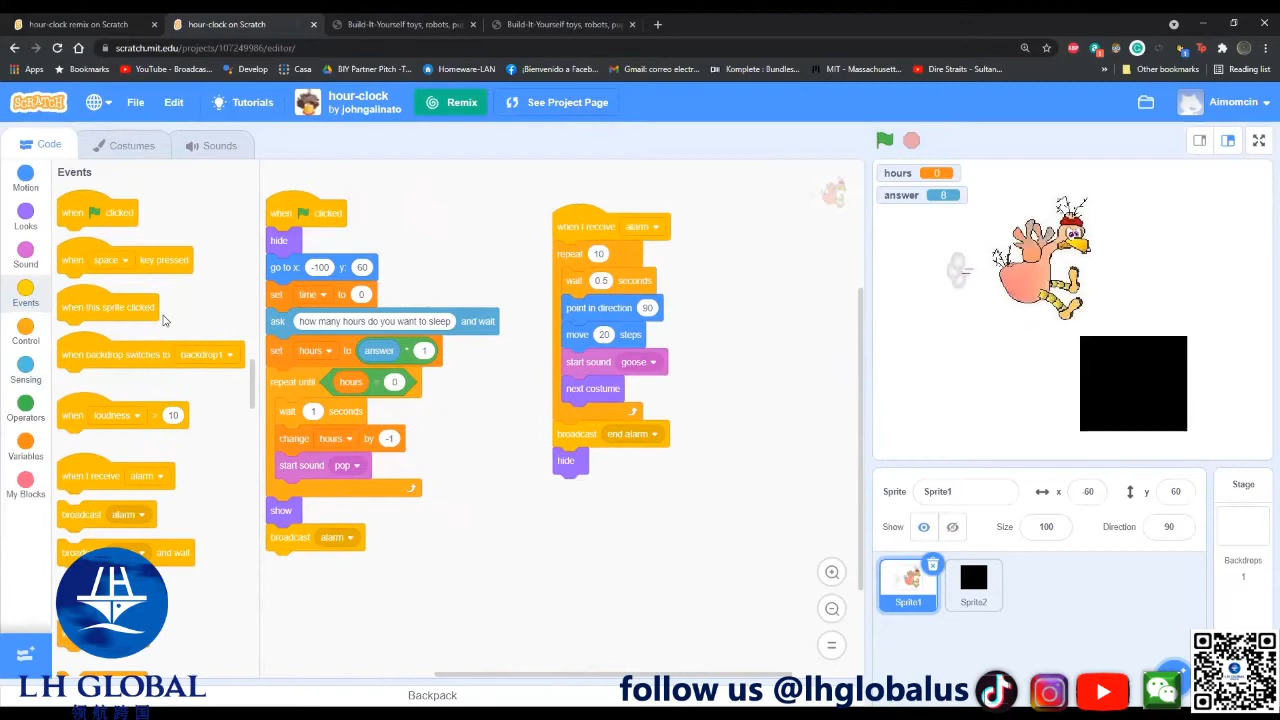 hour-clock remix on Scratch
hour-clock on Scratch
Build-It-Yourself toys, robots, pu
Build-It-Yourself toys, robots, pu
scratch.mit.edu/projects/107249986/editor/
Apps
Bookmarks
YouTube - Broadcas...
Develop
Casa
BIY Partner Pitch -T...
Homeware-LAN
¡Bienvenido a Faceb...
Gmail: correo electr...
Komplete : Bundles...
MIT - Massachusett...
Dire Straits - Sultan...
Other bookmarks
Reading list
SCRATCH
File
Edit
Tutorials
hour-clock
by johngalinato
Remix
See Project Page
Aimomcin
Code
Costumes
Sounds
Motion
Looks
Sound
Events
Control
Sensing
Operators
Variables
My Blocks
Events
when clicked
when space key pressed
when this sprite clicked
when backdrop switches to backdrop1
when loudness > 10
when I receive alarm
broadcast alarm
and wait
when clicked
hide
go to x: -100 y: 60
set time to 0
ask how many hours do you want to sleep and wait
set hours to answer * 1
repeat until hours = 0
wait 1 seconds
change hours by -1
start sound pop
show
broadcast alarm
when I receive alarm
repeat 10
wait 0.5 seconds
point in direction 90
move 20 steps
start sound goose
next costume
broadcast end alarm
hide
hours 0
answer 8
Sprite Sprite1 x -60 y 60
Show Size 100 Direction 90
Stage
Backdrops
1
Sprite1
Sprite2
Backpack
LH GLOBAL
领航跨国
follow us @lhglobalus